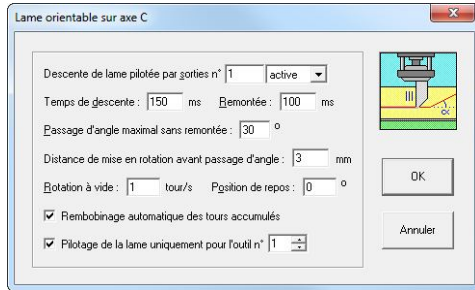 Lame orientable sur axe C
Descente de lame pilotée par sorties n° 1 active
Temps de descente : 150 ms Remontée : 100 ms
Passage d'angle maximal sans remontée : 30 °
Distance de mise en rotation avant passage d'angle : 3 mm
Rotation à vide : 1 tour/s Position de repos : 0 °
Rembobinage automatique des tours accumulés
Pilotage de la lame uniquement pour l'outil n° 1
α
OK
Annuler